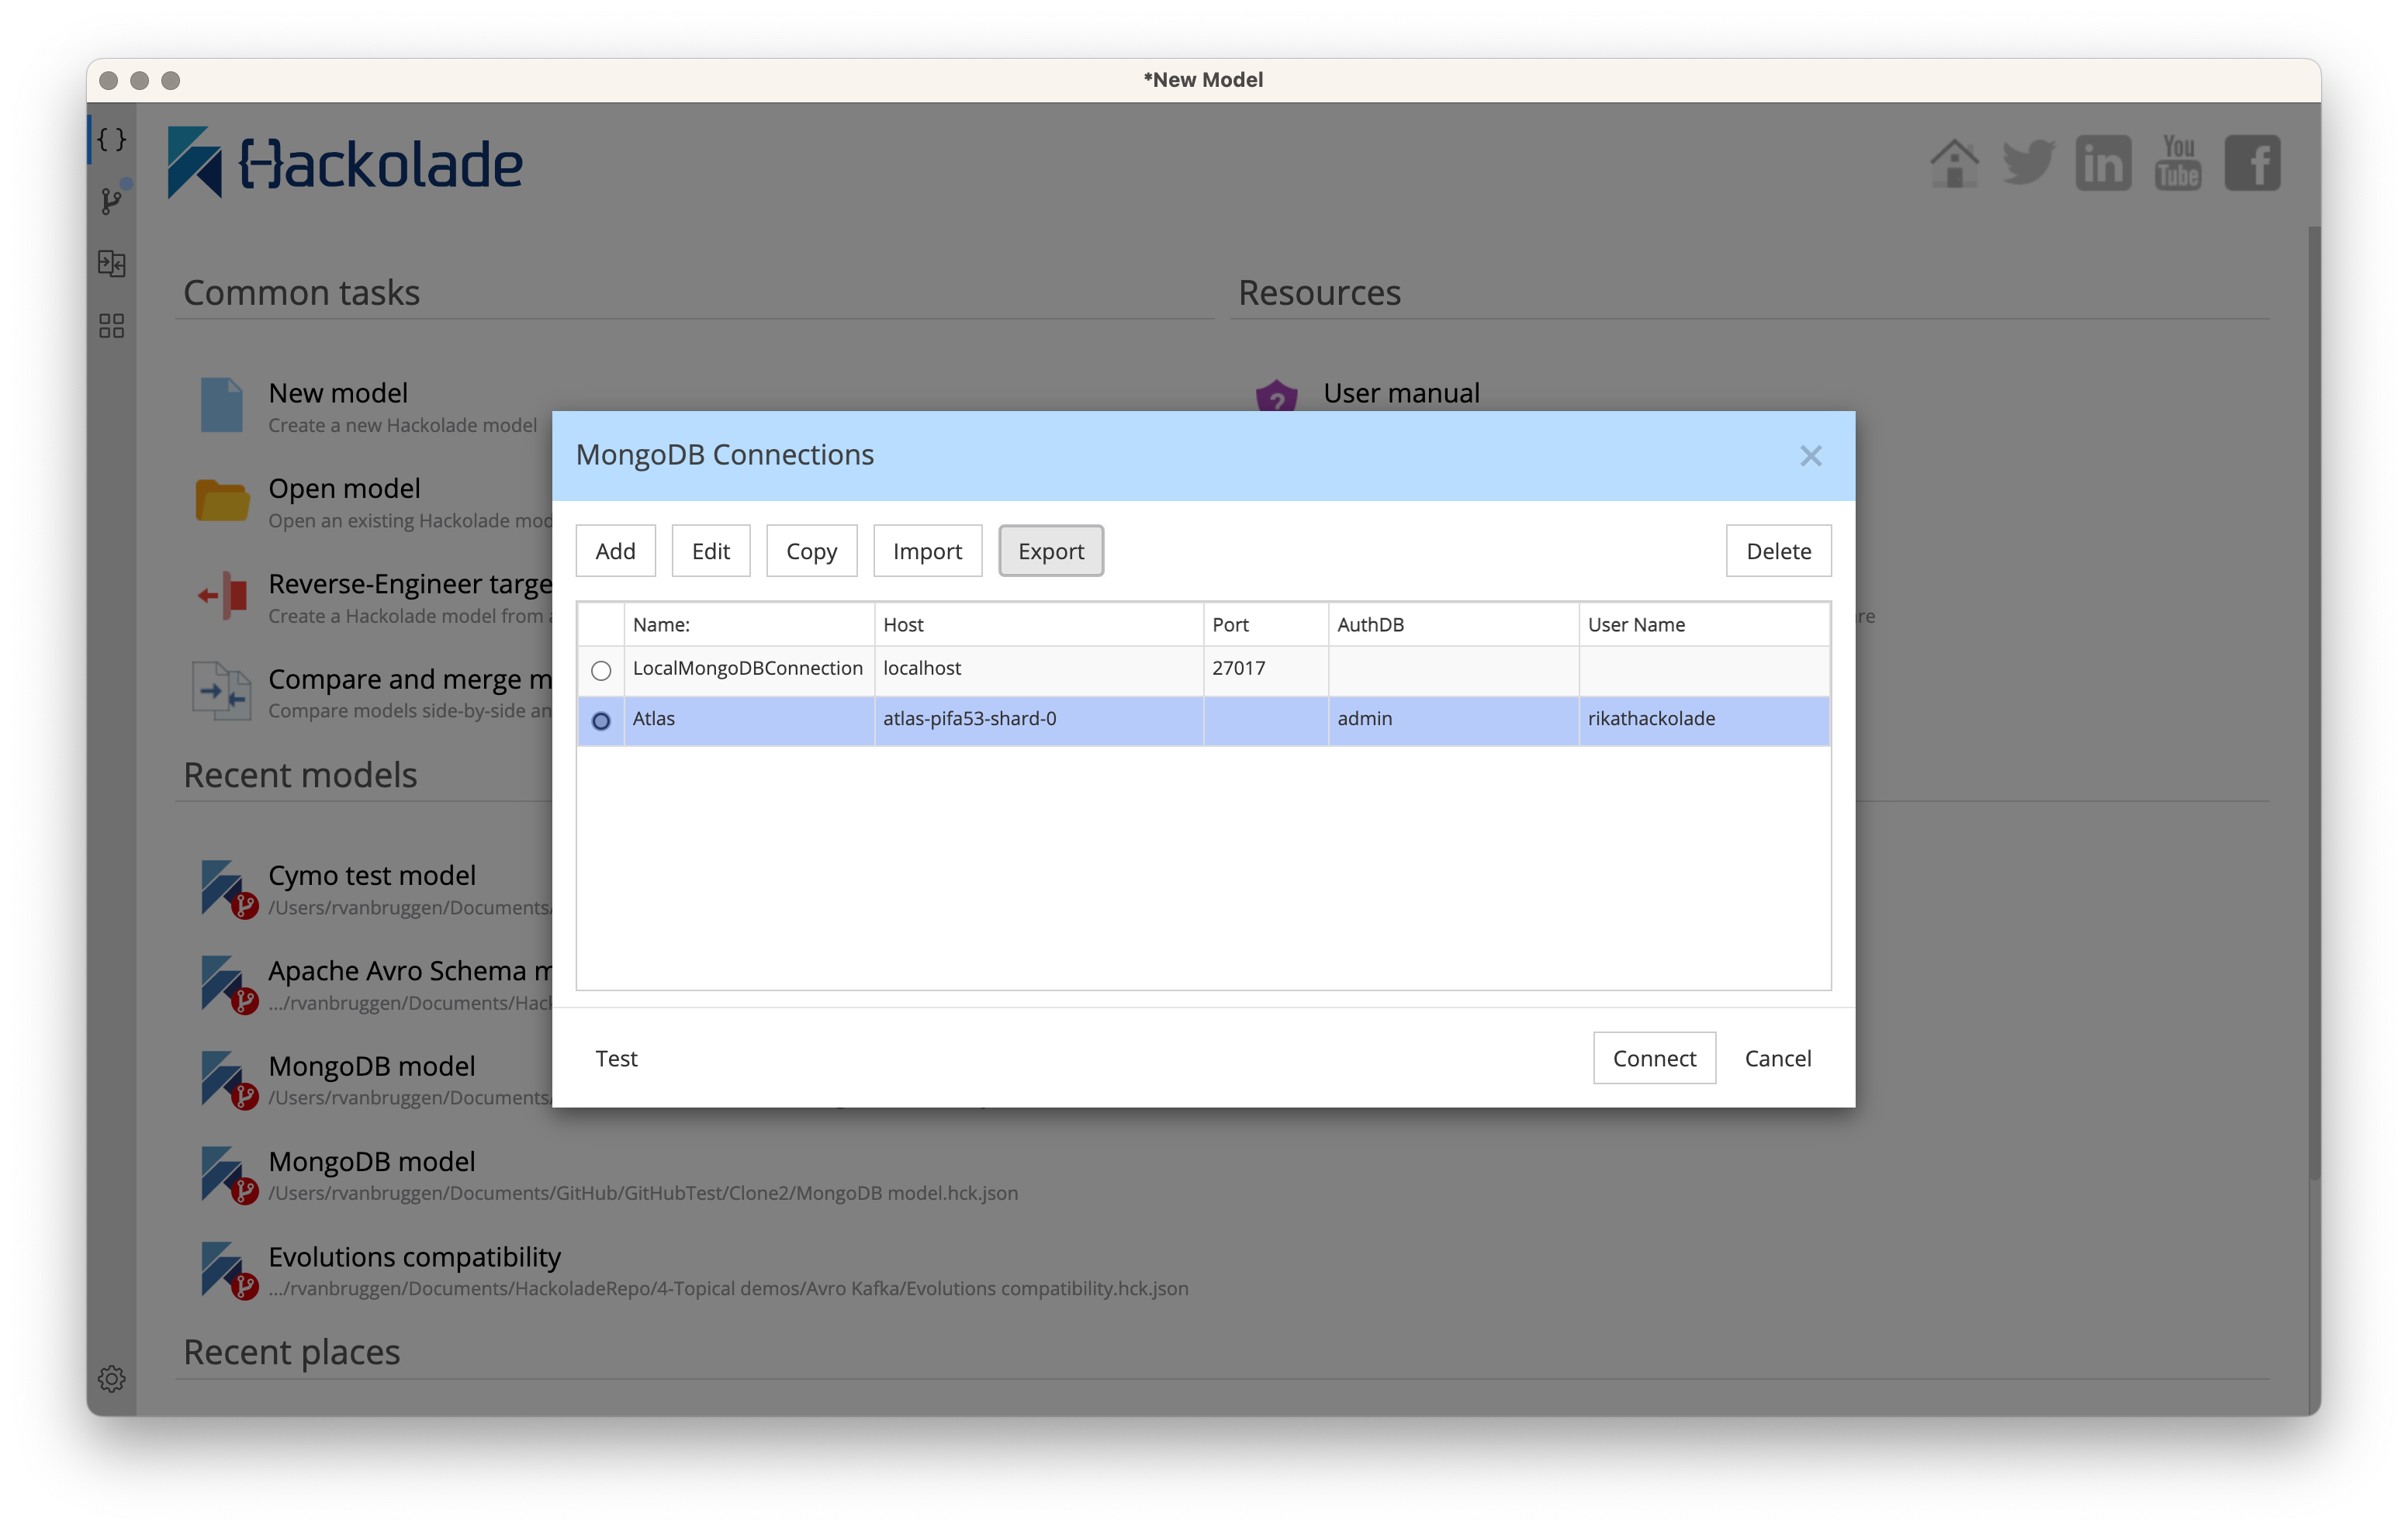 *New Model
{-}ackolade
You
Tube
Common tasks
Resources
New model
Create a new Hackolade model
User manual
Open model
Open an existing Hackolade mod
Reverse-Engineer targe
Create a Hackolade model from a
re
Compare and merge m
Compare models side-by-side an
MongoDB Connections
Add
Edit
Copy
Import
Export
Delete
Name:
Host
Port
AuthDB
User Name
LocalMongoDBConnection
localhost
27017
Atlas
atlas-pifa53-shard-0
admin
rikathackolade
Test
Connect
Cancel
Recent models
Cymo test model
/Users/rvanbruggen/Documents/
Apache Avro Schema m
.../rvanbruggen/Documents/Hack
MongoDB model
/Users/rvanbruggen/Documents/
MongoDB model
/Users/rvanbruggen/Documents/GitHub/GitHubTest/Clone2/MongoDB model.hck.json
Evolutions compatibility
.../rvanbruggen/Documents/HackoladeRepo/4-Topical demos/Avro Kafka/Evolutions compatibility.hck.json
Recent places